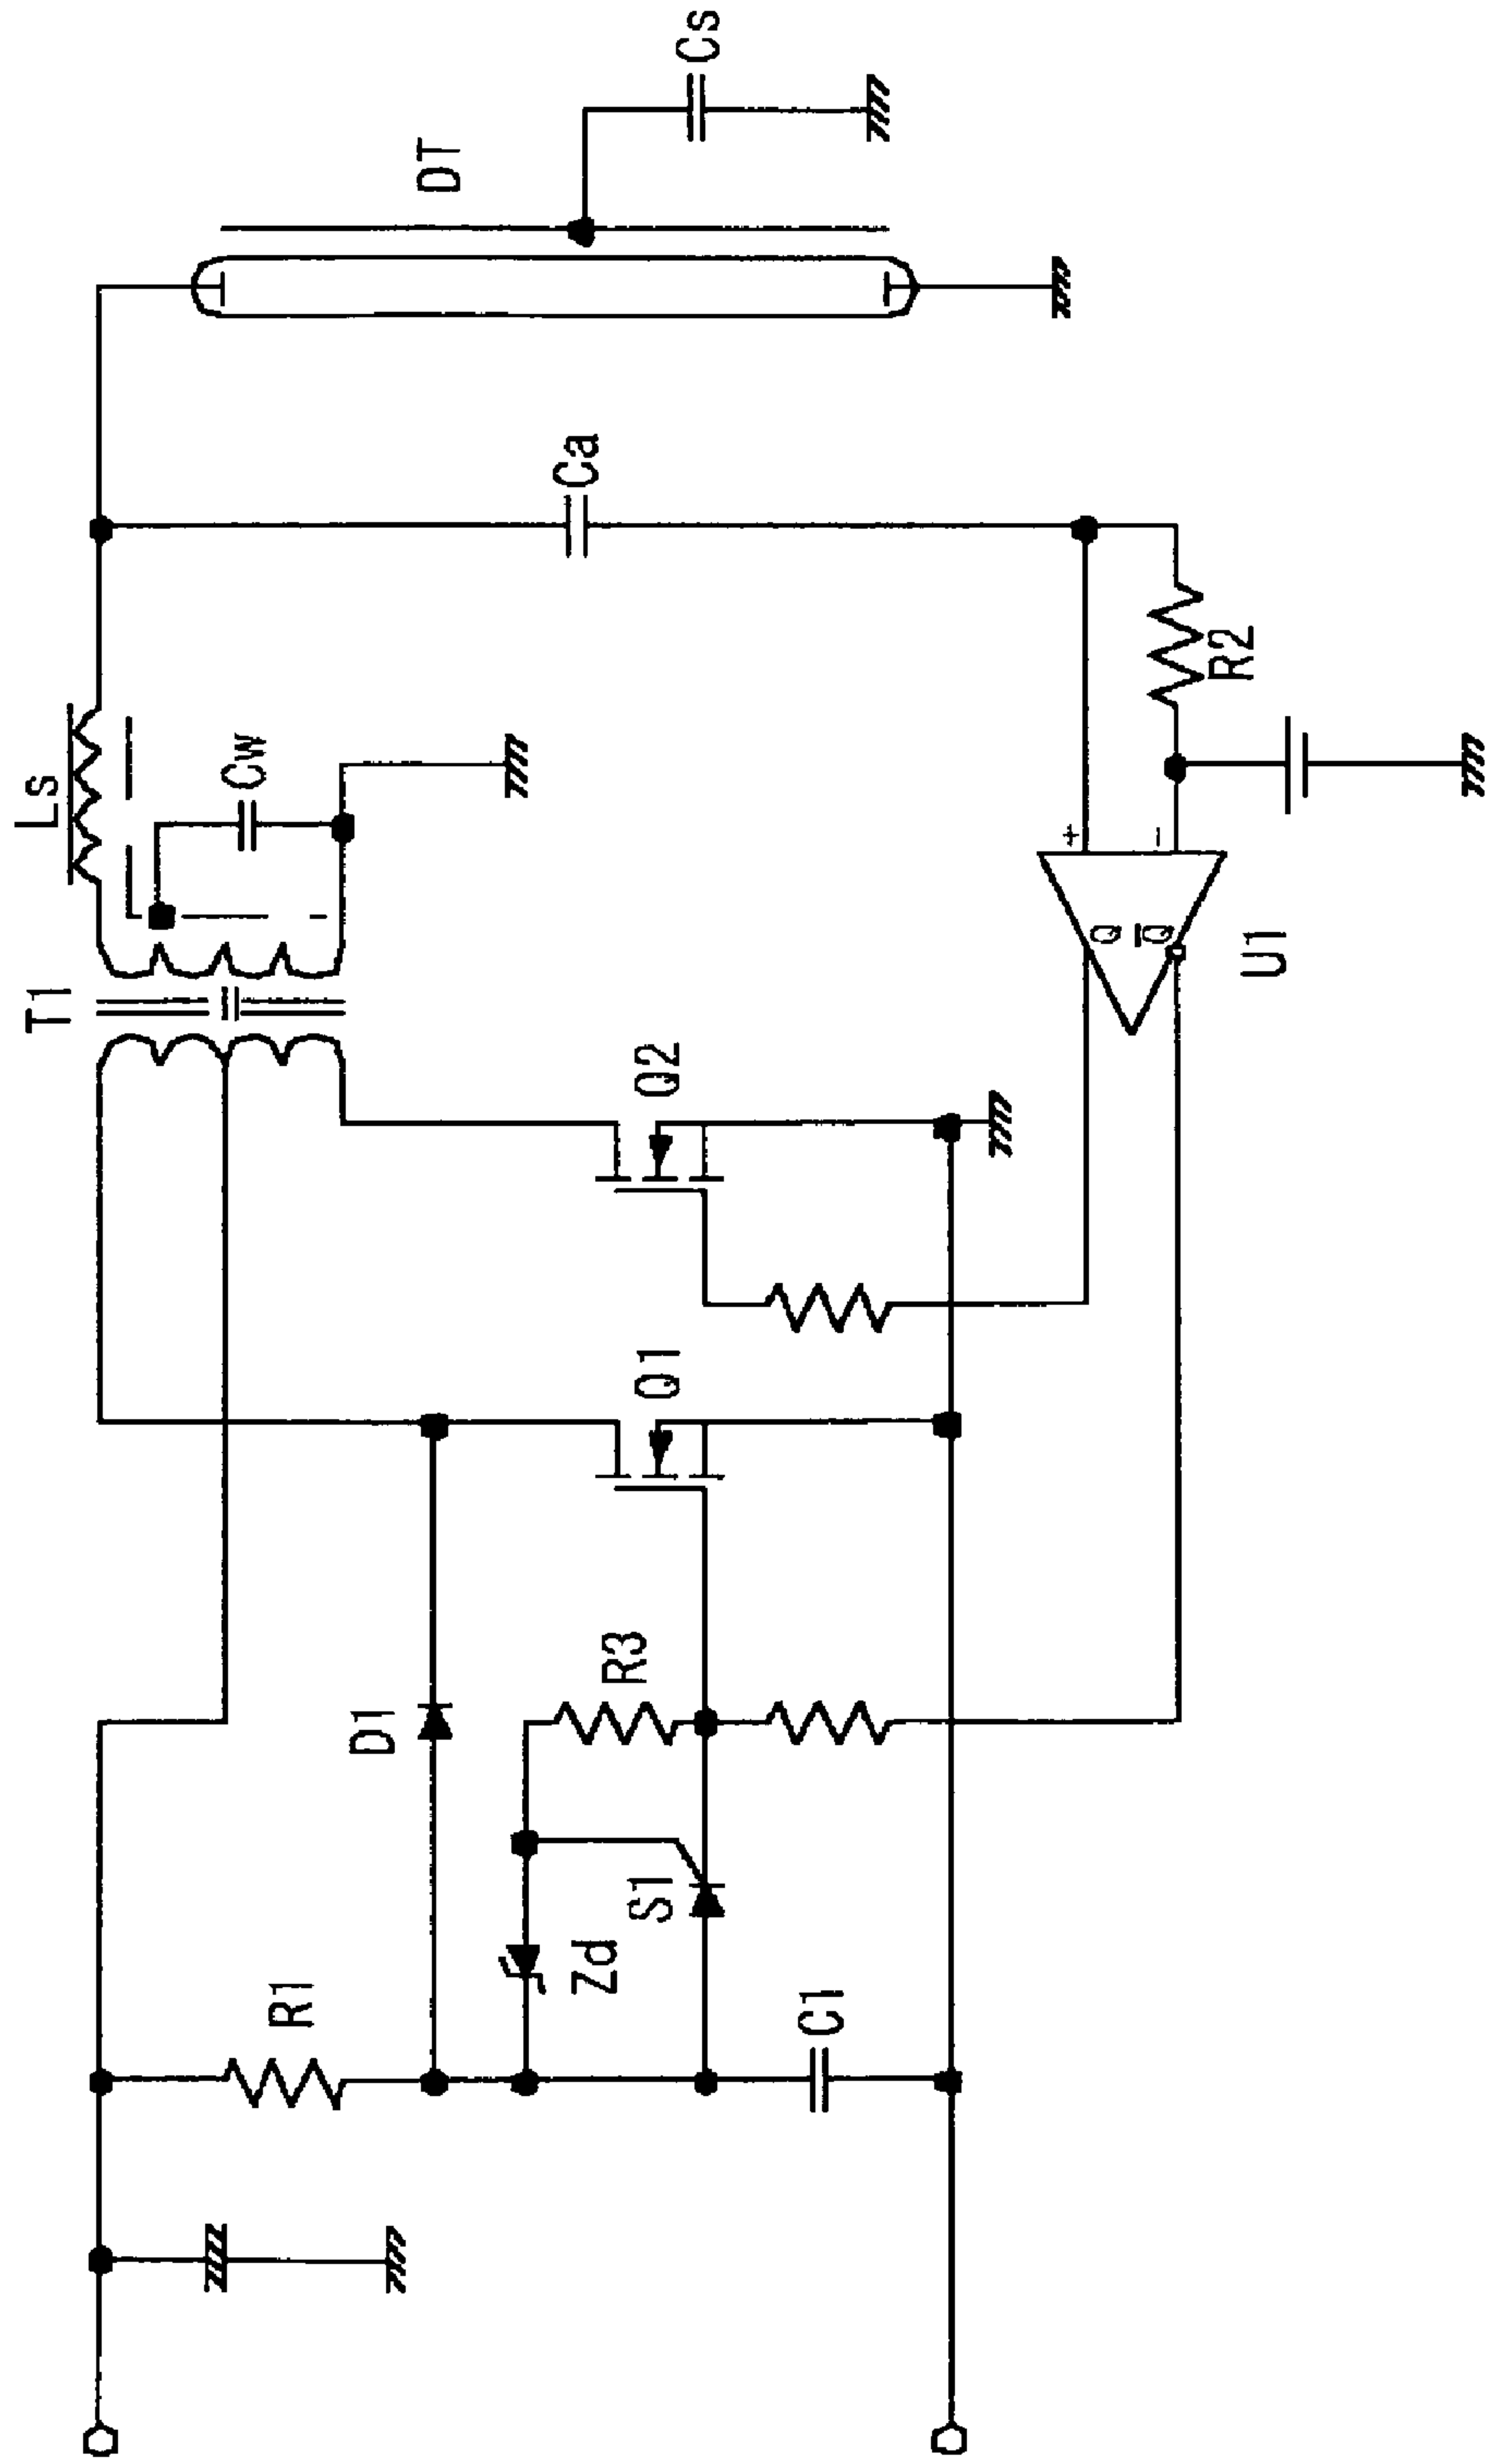 Ls
T1
Cw
Ca
DT
Cs
R1
D1
Zd
S1
R3
C1
Q1
Q2
+
-
Q
Q̅
U1
R2